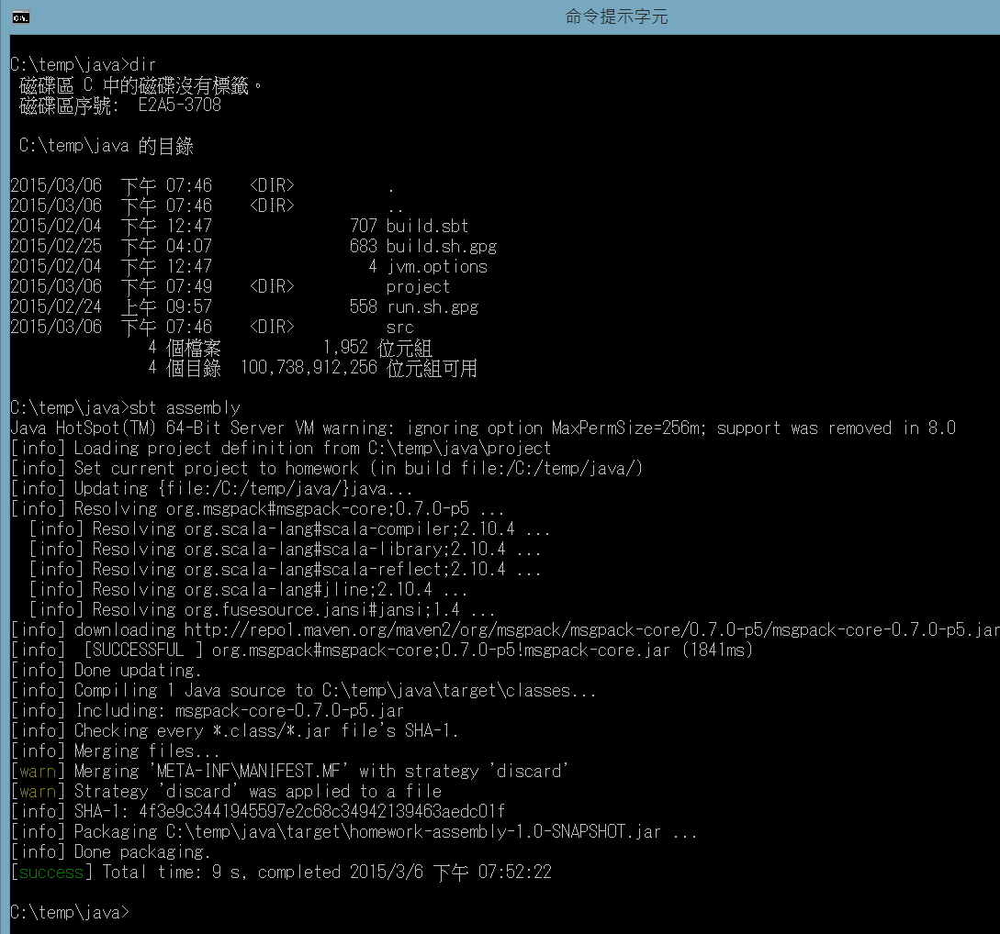 命令提示字元
C:\temp\java>dir
 磁碟區 C 中的磁碟沒有標籤。
 磁碟區序號:  E2A5-3708

 C:\temp\java 的目錄

2015/03/06  下午 07:46    <DIR>          .
2015/03/06  下午 07:46    <DIR>          ..
2015/02/04  下午 12:47               707 build.sbt
2015/02/25  下午 04:07               683 build.sh.gpg
2015/02/04  下午 12:47                 4 jvm.options
2015/03/06  下午 07:49    <DIR>          project
2015/02/24  上午 09:57               558 run.sh.gpg
2015/03/06  下午 07:46    <DIR>          src
               4 個檔案           1,952 位元組
               4 個目錄  100,738,912,256 位元組可用

C:\temp\java>sbt assembly
Java HotSpot(TM) 64-Bit Server VM warning: ignoring option MaxPermSize=256m; support was removed in 8.0
[info] Loading project definition from C:\temp\java\project
[info] Set current project to homework (in build file:/C:/temp/java/)
[info] Updating {file:/C:/temp/java/}java...
[info] Resolving org.msgpack#msgpack-core;0.7.0-p5 ...
  [info] Resolving org.scala-lang#scala-compiler;2.10.4 ...
  [info] Resolving org.scala-lang#scala-library;2.10.4 ...
  [info] Resolving org.scala-lang#scala-reflect;2.10.4 ...
  [info] Resolving org.scala-lang#jline;2.10.4 ...
  [info] Resolving org.fusesource.jansi#jansi;1.4 ...
[info] downloading http://repo1.maven.org/maven2/org/msgpack/msgpack-core/0.7.0-p5/msgpack-core-0.7.0-p5.jar
[info]  [SUCCESSFUL ] org.msgpack#msgpack-core;0.7.0-p5!msgpack-core.jar (1841ms)
[info] Done updating.
[info] Compiling 1 Java source to C:\temp\java\target\classes...
[info] Including: msgpack-core-0.7.0-p5.jar
[info] Checking every *.class/*.jar file's SHA-1.
[info] Merging files...
[warn] Merging 'META-INF\MANIFEST.MF' with strategy 'discard'
[warn] Strategy 'discard' was applied to a file
[info] SHA-1: 4f3e9c3441945597e2c68c34942139463aedc01f
[info] Packaging C:\temp\java\target\homework-assembly-1.0-SNAPSHOT.jar ...
[info] Done packaging.
[success] Total time: 9 s, completed 2015/3/6 下午 07:52:22

C:\temp\java>